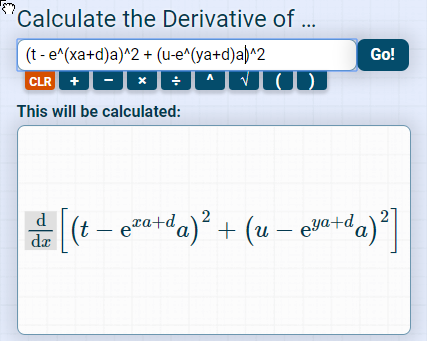 Calculate the Derivative of ...
(t - e^(xa+d)a)^2 + (u-e^(ya+d)a)^2
Go!
CLR + − × ÷ ^ √ ( )
This will be calculated:
d/dx [(t − e^{xa+d}a)^2 + (u − e^{ya+d}a)^2]